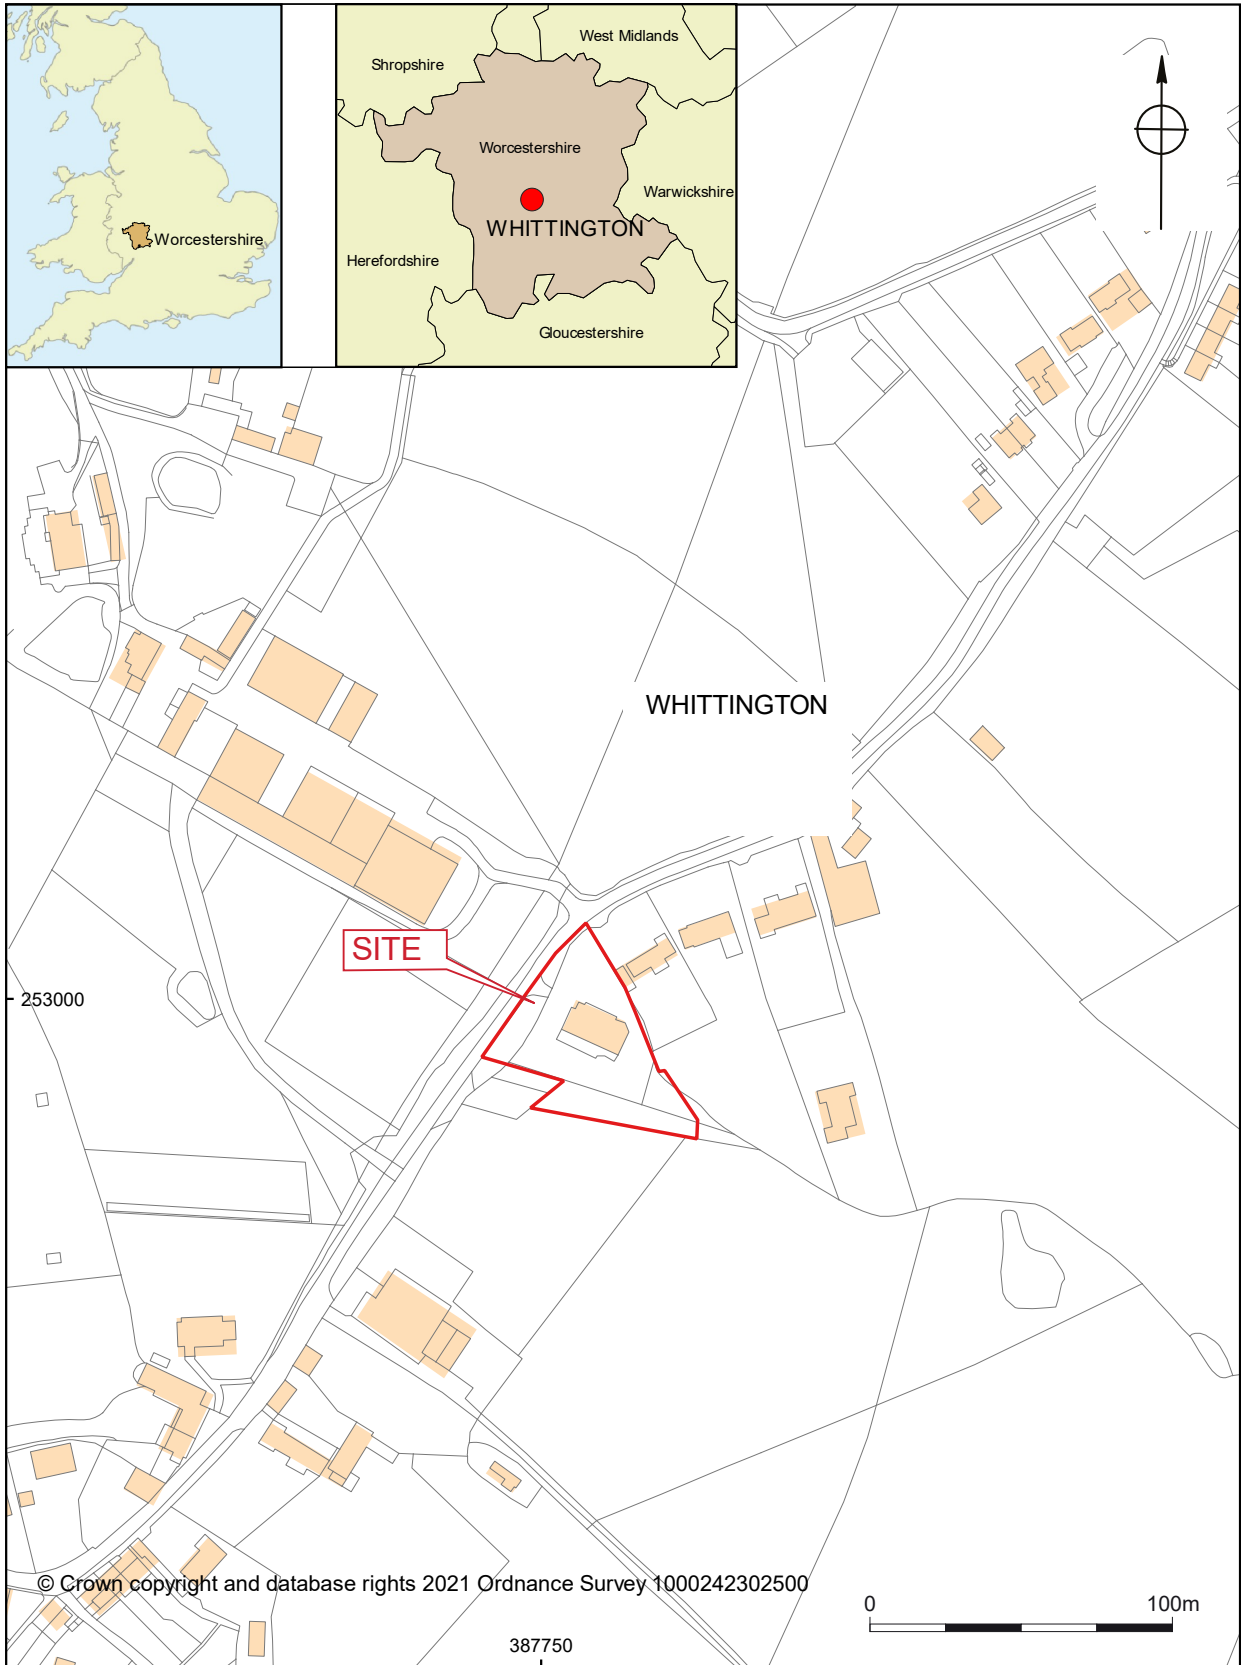 West Midlands
Shropshire
Worcestershire
Warwickshire
WHITTINGTON
Herefordshire
Gloucestershire
Worcestershire
WHITTINGTON
SITE
253000
© Crown copyright and database rights 2021 Ordnance Survey 1000242302500
0
100m
387750